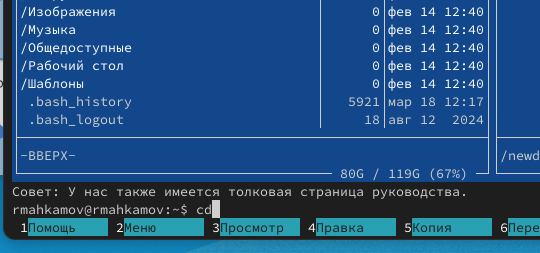 /Изображения 0 фев 14 12:40
/Музыка 0 фев 14 12:40
/Общедоступные 0 фев 14 12:40
/Рабочий стол 0 фев 14 12:40
/Шаблоны 0 фев 14 12:40
.bash_history 5921 мар 18 12:17
.bash_logout 18 авг 12 2024
-ВВЕРХ-
/newd
80G / 119G (67%)
Совет: У нас также имеется толковая страница руководства.
rmahkamov@rmahkamov:~$ cd
1Помощь 2Меню 3Просмотр 4Правка 5Копия 6Пере